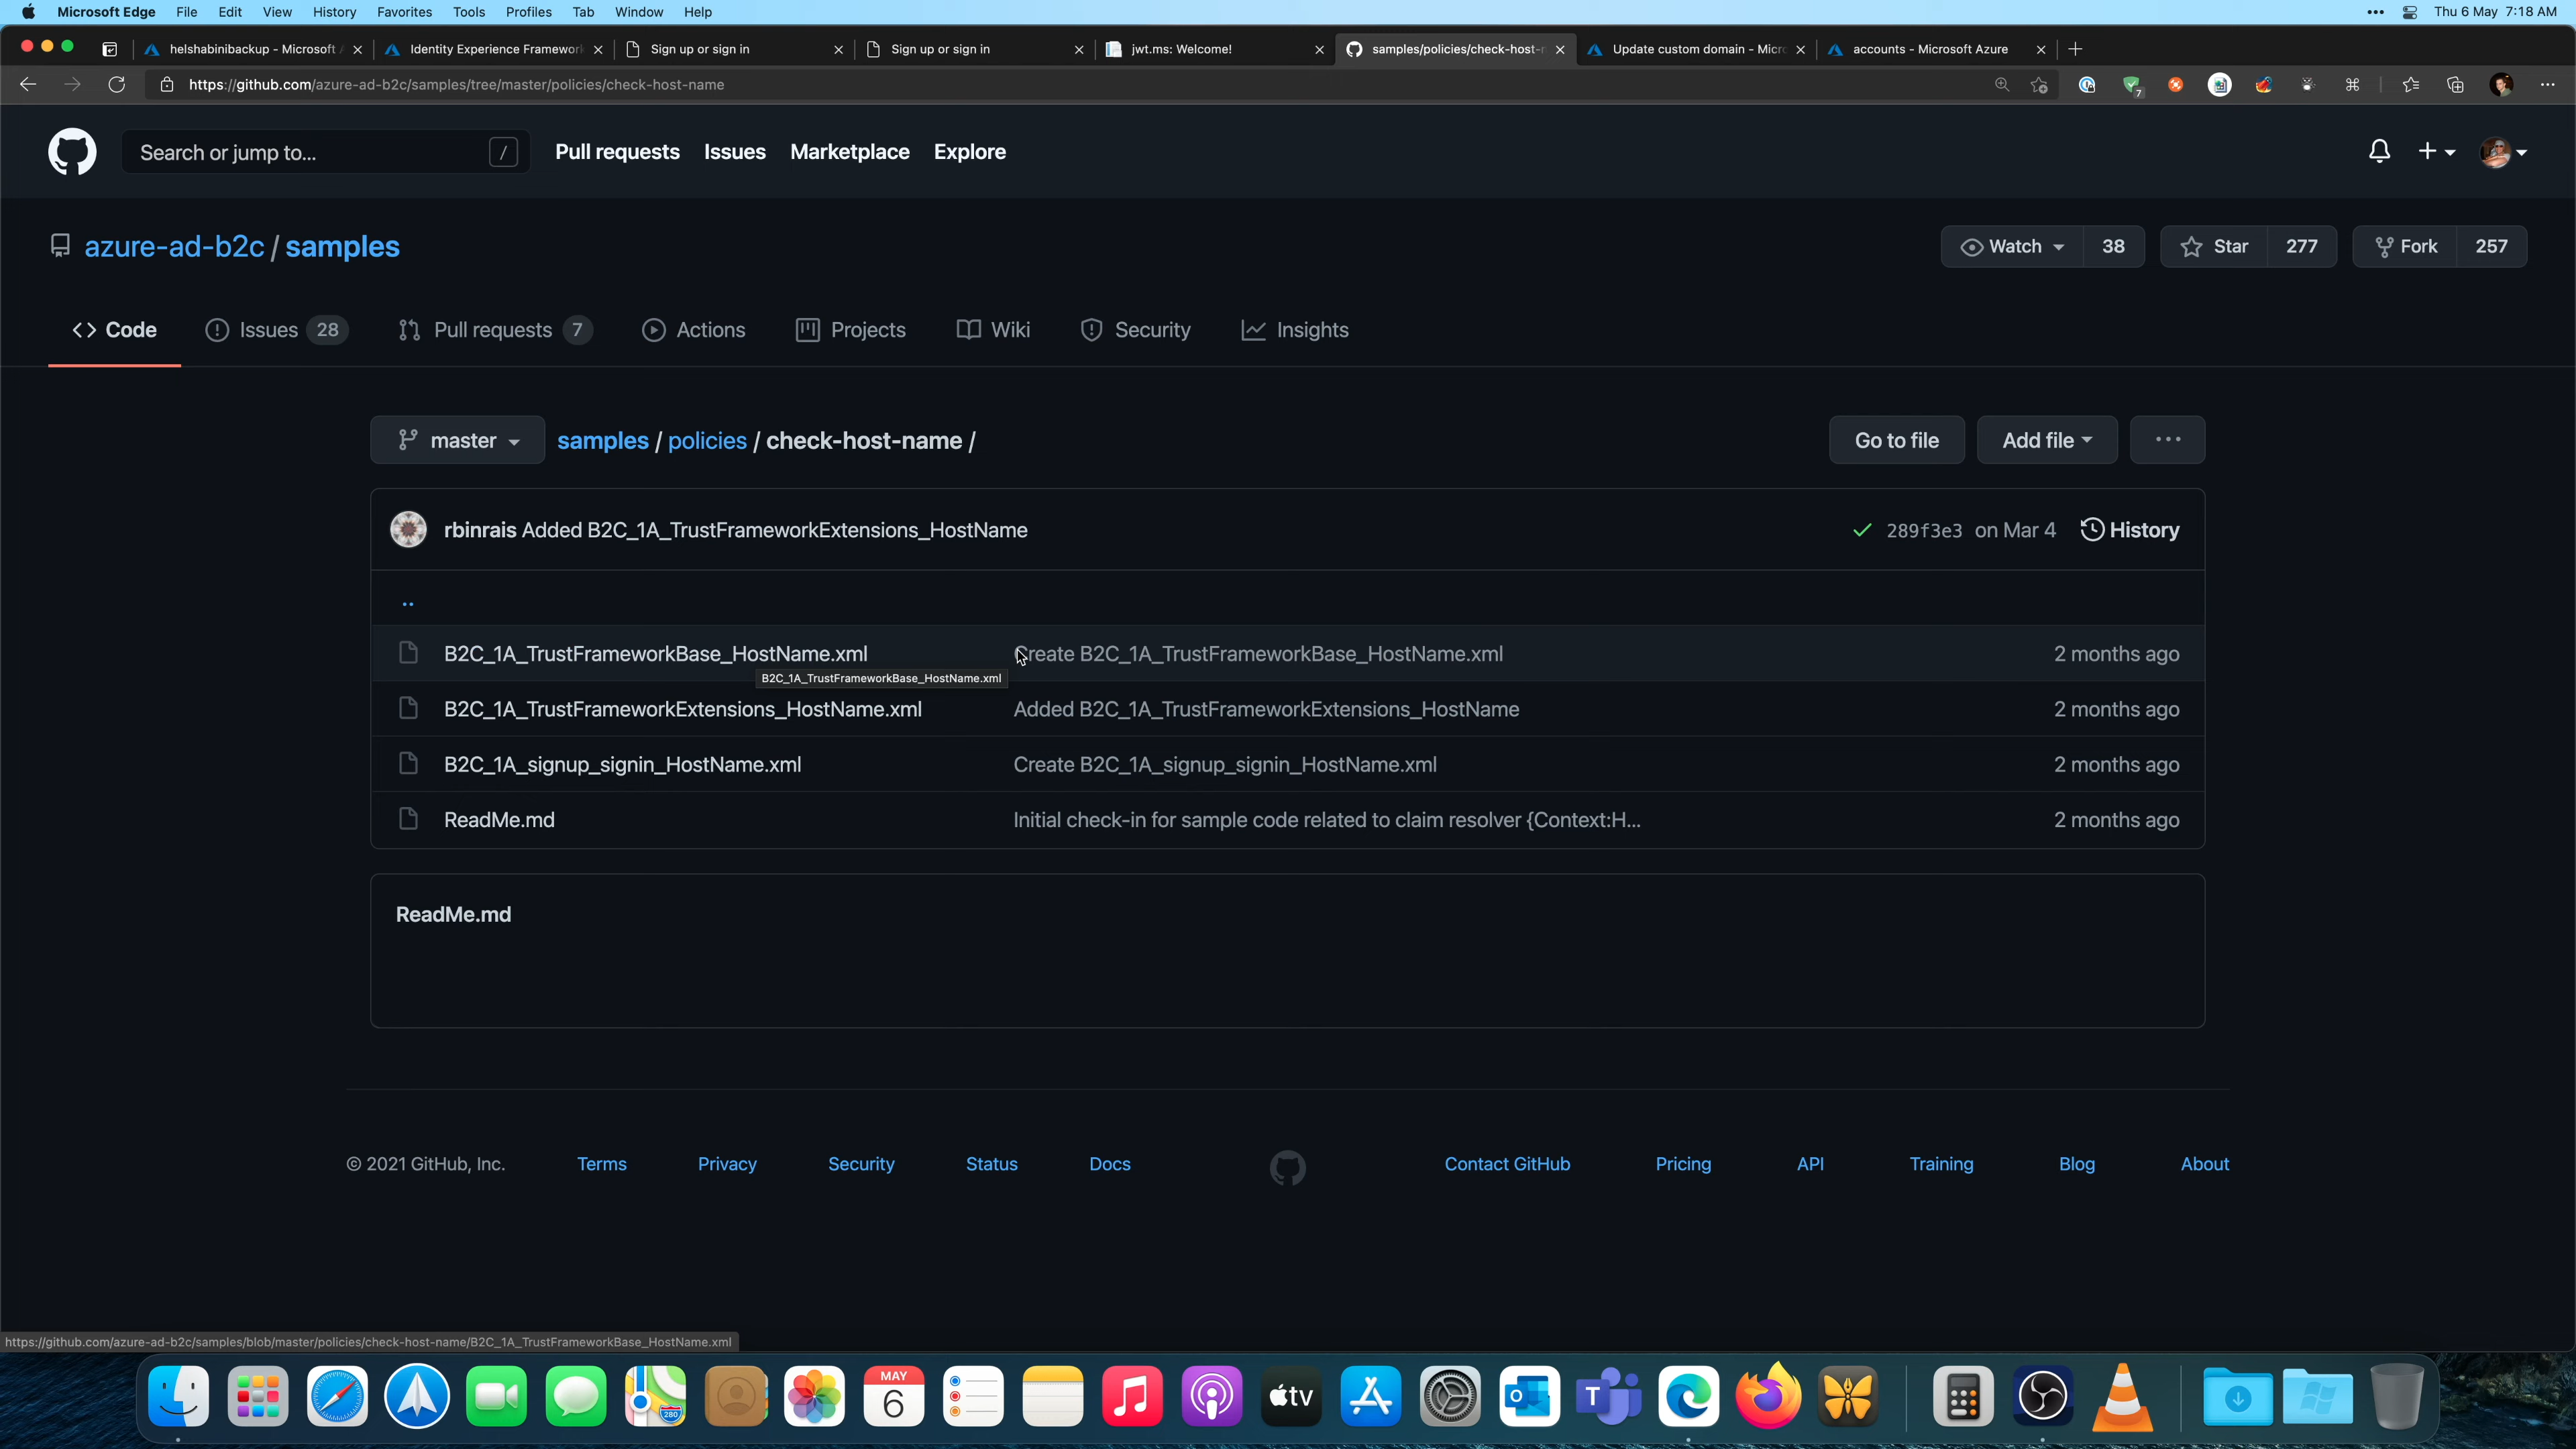 Microsoft Edge File Edit View History Favorites Tools Profiles Tab Window Help
••• Thu 6 May 7:18 AM
helshabinibackup - Microsoft A
Identity Experience Framework
Sign up or sign in
Sign up or sign in
jwt.ms: Welcome!
samples/policies/check-host-n
Update custom domain - Micro
accounts - Microsoft Azure
https://github.com/azure-ad-b2c/samples/tree/master/policies/check-host-name
7
Search or jump to... /
Pull requests Issues Marketplace Explore
azure-ad-b2c / samples
Watch 38
Star 277
Fork 257
<> Code
Issues 28
Pull requests 7
Actions
Projects
Wiki
Security
Insights
master
samples / policies / check-host-name /
Go to file
Add file
...
rbinrais Added B2C_1A_TrustFrameworkExtensions_HostName
289f3e3 on Mar 4 History
..
B2C_1A_TrustFrameworkBase_HostName.xml Create B2C_1A_TrustFrameworkBase_HostName.xml 2 months ago
B2C_1A_TrustFrameworkBase_HostName.xml
B2C_1A_TrustFrameworkExtensions_HostName.xml Added B2C_1A_TrustFrameworkExtensions_HostName 2 months ago
B2C_1A_signup_signin_HostName.xml Create B2C_1A_signup_signin_HostName.xml 2 months ago
ReadMe.md Initial check-in for sample code related to claim resolver {Context:H... 2 months ago
ReadMe.md
© 2021 GitHub, Inc. Terms Privacy Security Status Docs Contact GitHub Pricing API Training Blog About
https://github.com/azure-ad-b2c/samples/blob/master/policies/check-host-name/B2C_1A_TrustFrameworkBase_HostName.xml
280
MAY
6
tv
O
T